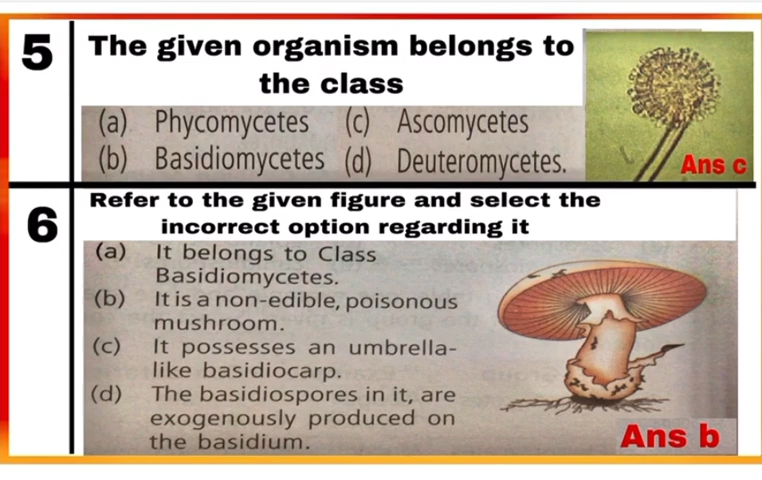 5
The given organism belongs to
the class
(a) Phycomycetes (c) Ascomycetes
(b) Basidiomycetes (d) Deuteromycetes.
Ans c
6
Refer to the given figure and select the
incorrect option regarding it
(a) It belongs to Class
Basidiomycetes.
(b) It is a non-edible, poisonous
mushroom.
(c) It possesses an umbrella-
like basidiocarp.
(d) The basidiospores in it, are
exogenously produced on
the basidium.
Ans b